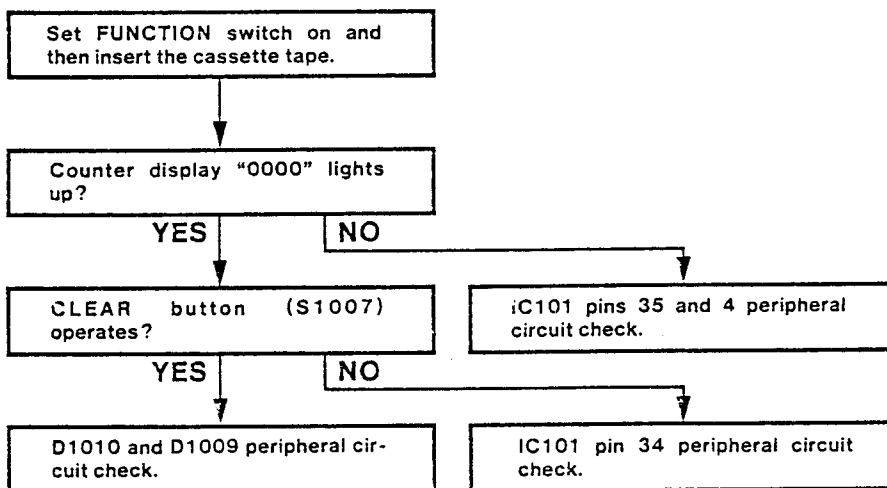 Set FUNCTION switch on and
then insert the cassette tape.
Counter display “0000” lights
up?
YES
NO
CLEAR button (S1007)
operates?
IC101 pins 35 and 4 peripheral
circuit check.
YES
NO
D1010 and D1009 peripheral cir-
cuit check.
IC101 pin 34 peripheral circuit
check.